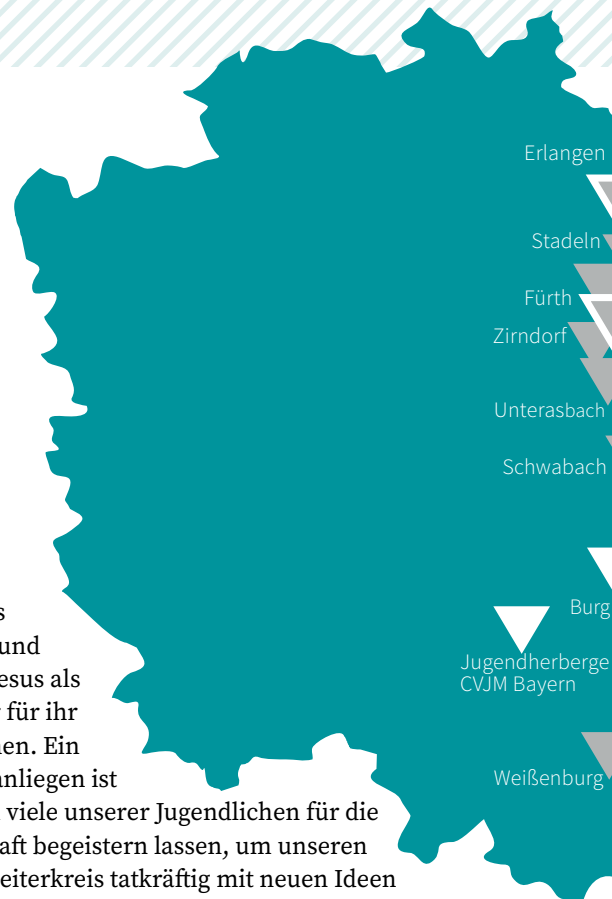 Erlangen
Stadeln
Fürth
Zirndorf
Unterasbach
Schwabach
Burg
Jugendherberge
CVJM Bayern
Weißenburg
s
und
esus als
für ihr
en. Ein
anliegen ist
viele unserer Jugendlichen für die
aft begeistern lassen, um unseren
eiterkreis tatkräftig mit neuen Ideen